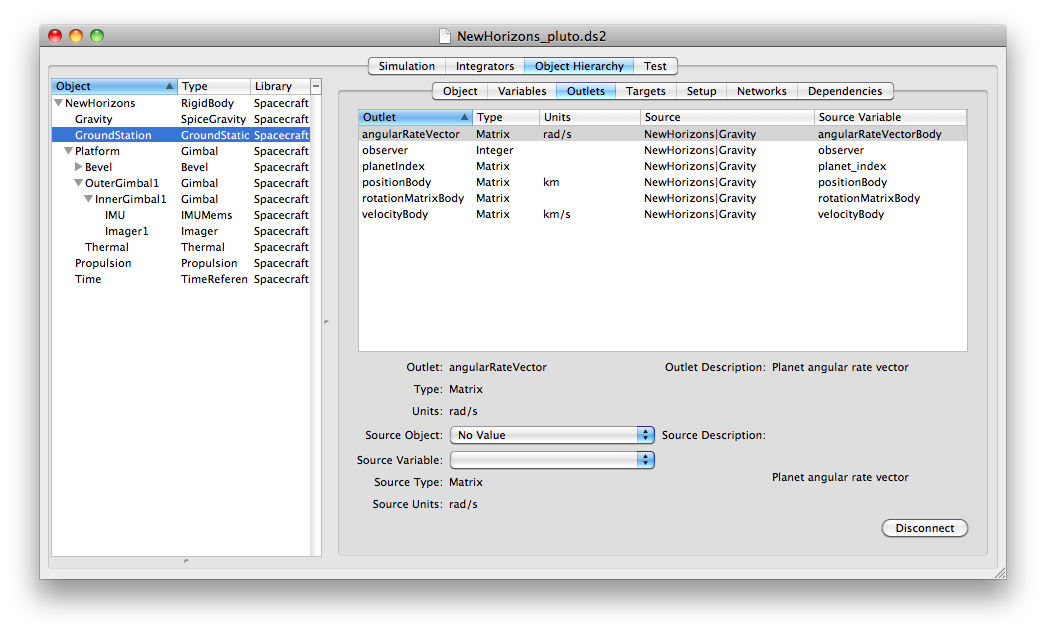 NewHorizons_pluto.ds2
Simulation Integrators Object Hierarchy Test
Object Type Library
NewHorizons RigidBody Spacecraft
Gravity SpiceGravity Spacecraft
GroundStation GroundStatic Spacecraft
Platform Gimbal Spacecraft
Bevel Bevel Spacecraft
OuterGimbal1 Gimbal Spacecraft
InnerGimbal1 Gimbal Spacecraft
IMU IMUMems Spacecraft
Imager1 Imager Spacecraft
Thermal Thermal Spacecraft
Propulsion Propulsion Spacecraft
Time TimeReferen Spacecraft
Object Variables Outlets Targets Setup Networks Dependencies
Outlet Type Units Source Source Variable
angularRateVector Matrix rad/s NewHorizons|Gravity angularRateVectorBody
observer Integer NewHorizons|Gravity observer
planetIndex Matrix NewHorizons|Gravity planet_index
positionBody Matrix km NewHorizons|Gravity positionBody
rotationMatrixBody Matrix NewHorizons|Gravity rotationMatrixBody
velocityBody Matrix km/s NewHorizons|Gravity velocityBody
Outlet: angularRateVector Outlet Description: Planet angular rate vector
Type: Matrix
Units: rad/s
Source Object: No Value Source Description:
Source Variable:
Planet angular rate vector
Source Type: Matrix
Source Units: rad/s
Disconnect